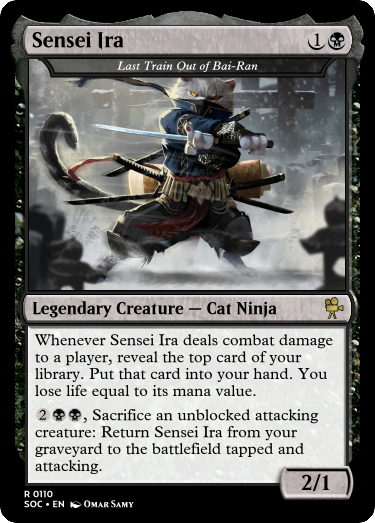 Sensei Ira 1
Last Train Out of Bai-Ran
Legendary Creature — Cat Ninja
Whenever Sensei Ira deals combat damage
to a player, reveal the top card of your
library. Put that card into your hand. You
lose life equal to its mana value.
2, Sacrifice an unblocked attacking
creature: Return Sensei Ira from your
graveyard to the battlefield tapped and
attacking.
2/1
R 0110
SOC • EN Omar Samy